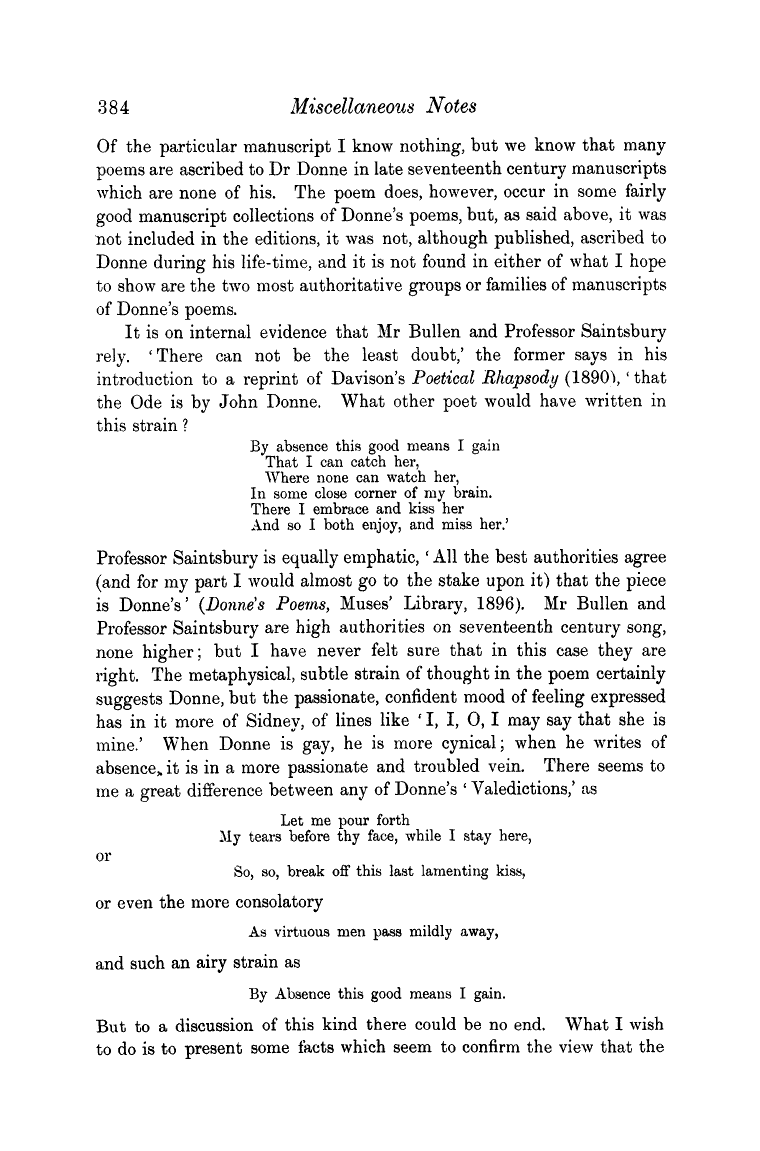 384 Miscellaneous Notes
Of the particular manuscript I know nothing, but we know that many
poems are ascribed to Dr Donne in late seventeenth century manuscripts
which are none of his. The poem does, however, occur in some fairly
good manuscript collections of Donne's poems, but, as said above, it was
not included in the editions, it was not, although published, ascribed to
Donne during his life-time, and it is not found in either of what I hope
to show are the two most authoritative groups or families of manuscripts
of Donne's poems.
It is on internal evidence that Mr Bullen and Professor Saintsbury
rely. 'There can not be the least doubt,' the former says in his
introduction to a reprint of Davison's Poetical Rhapsody (1890), 'that
the Ode is by John Donne. What other poet would have written in
this strain?
By absence this good means I gain
That I can catch her,
Where none can watch her,
In some close corner of my brain.
There I embrace and kiss her
And so I both enjoy, and miss her.'
Professor Saintsbury is equally emphatic, 'All the best authorities agree
(and for my part I would almost go to the stake upon it) that the piece
is Donne's' (Donne's Poems, Muses' Library, 1896). Mr Bullen and
Professor Saintsbury are high authorities on seventeenth century song,
none higher; but I have never felt sure that in this case they are
right. The metaphysical, subtle strain of thought in the poem certainly
suggests Donne, but the passionate, confident mood of feeling expressed
has in it more of Sidney, of lines like 'I, I, O, I may say that she is
mine.' When Donne is gay, he is more cynical; when he writes of
absence, it is in a more passionate and troubled vein. There seems to
me a great difference between any of Donne's 'Valedictions,' as
Let me pour forth
My tears before thy face, while I stay here,
or
So, so, break off this last lamenting kiss,
or even the more consolatory
As virtuous men pass mildly away,
and such an airy strain as
By Absence this good means I gain.
But to a discussion of this kind there could be no end. What I wish
to do is to present some facts which seem to confirm the view that the